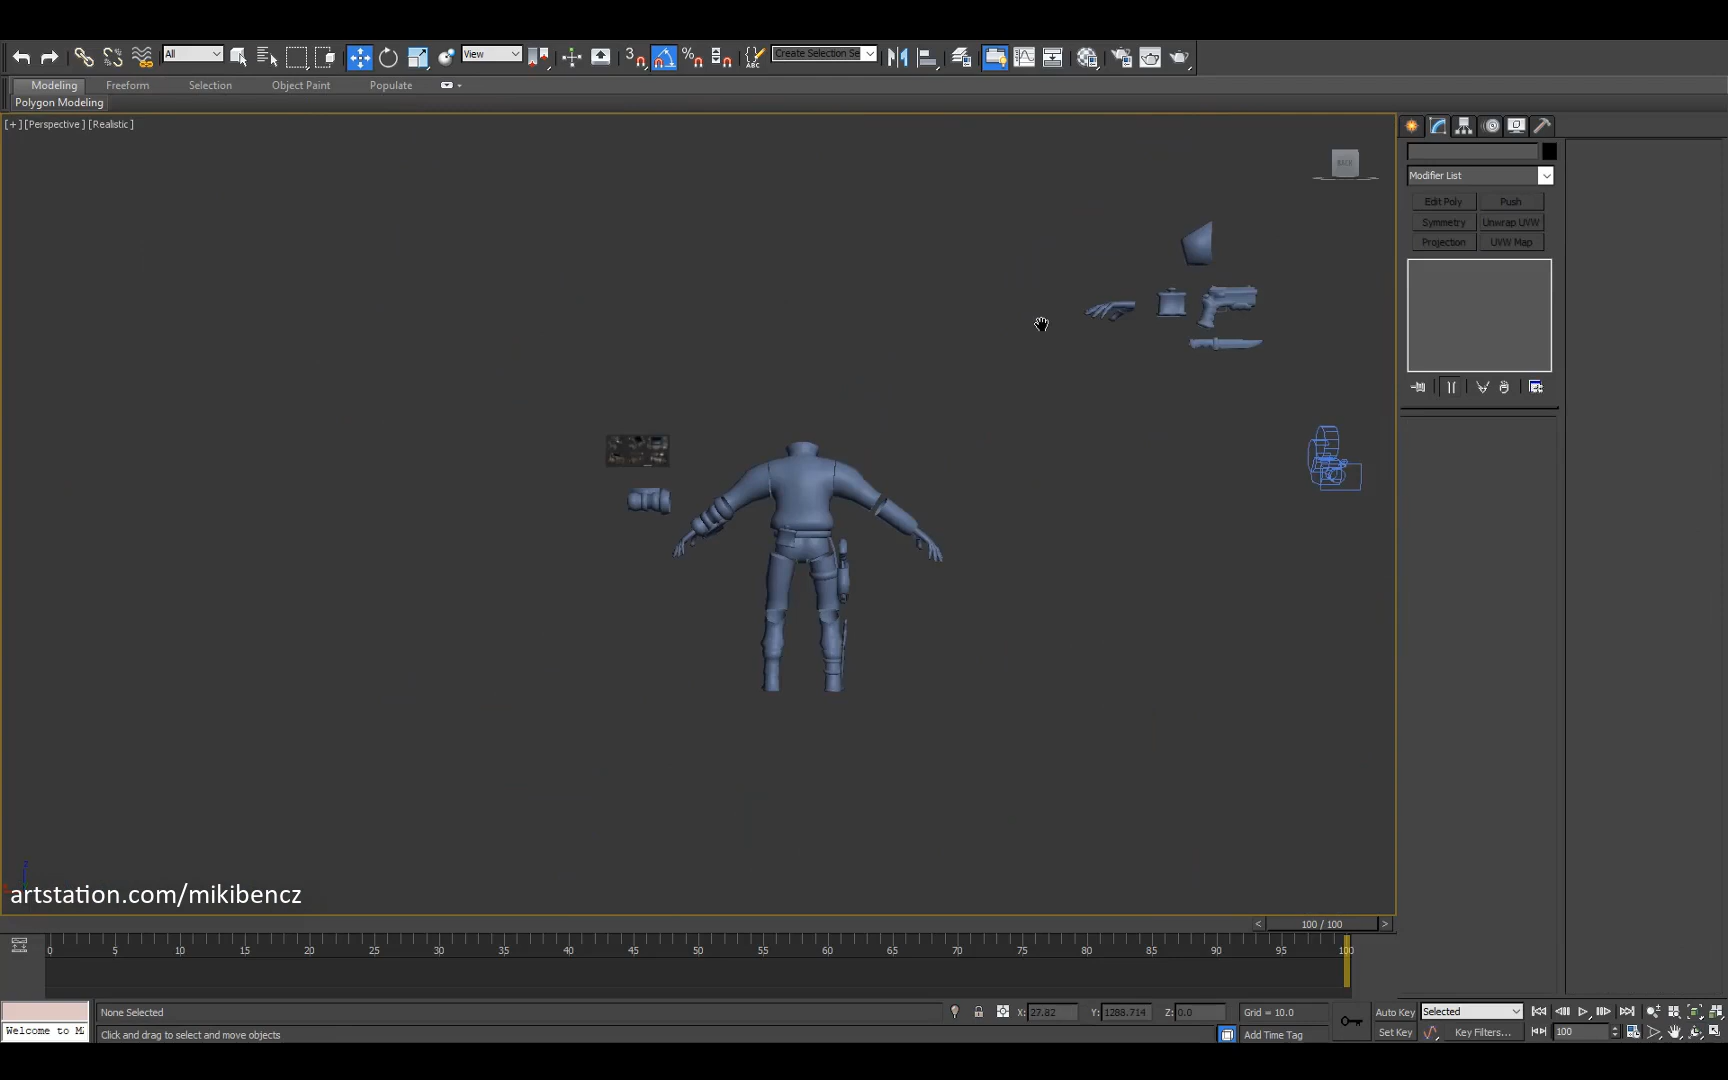 All
View
3
%
ABC
Create Selection Se
Modeling
Freeform
Selection
Object Paint
Populate
Polygon Modeling
[+] [Perspective] [Realistic]
BACK
Modifier List
Edit Poly
Push
Symmetry
Unwrap UVW
Projection
UVW Map
z
artstation.com/mikibencz
<
100 / 100
>
0 5 10 15 20 25 30 35 40 45 50 55 60 65 70 75 80 85 90 95 100
None Selected
X: 27.82
Y: 1288.714
Z: 0.0
Grid = 10.0
Auto Key
Selected
Welcome to M
Click and drag to select and move objects
Add Time Tag
Set Key
Key Filters...
100